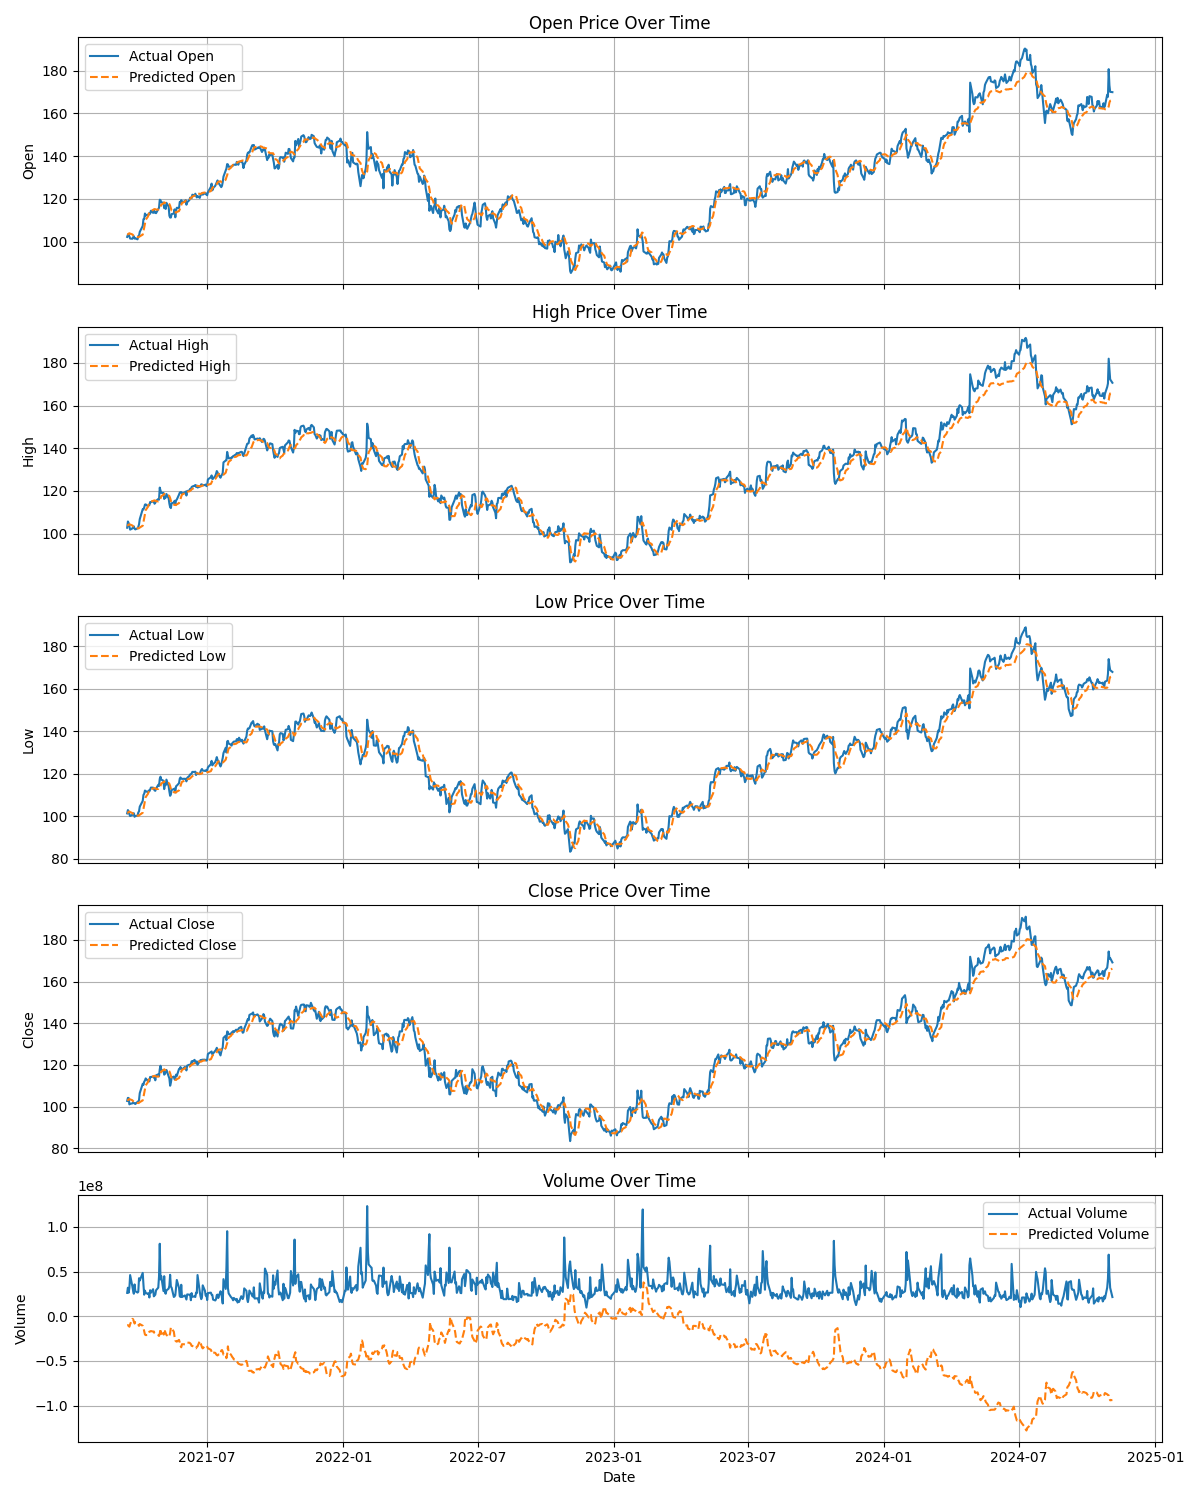 Open Price Over Time
Actual Open
Predicted Open
180
160
140
120
100
Open
High Price Over Time
Actual High
Predicted High
180
160
140
120
100
High
Low Price Over Time
Actual Low
Predicted Low
180
160
140
120
100
80
Low
Close Price Over Time
Actual Close
Predicted Close
180
160
140
120
100
80
Close
Volume Over Time
1e8
Actual Volume
Predicted Volume
1.0
0.5
0.0
−0.5
−1.0
Volume
2021-07 2022-01 2022-07 2023-01 2023-07 2024-01 2024-07 2025-01
Date